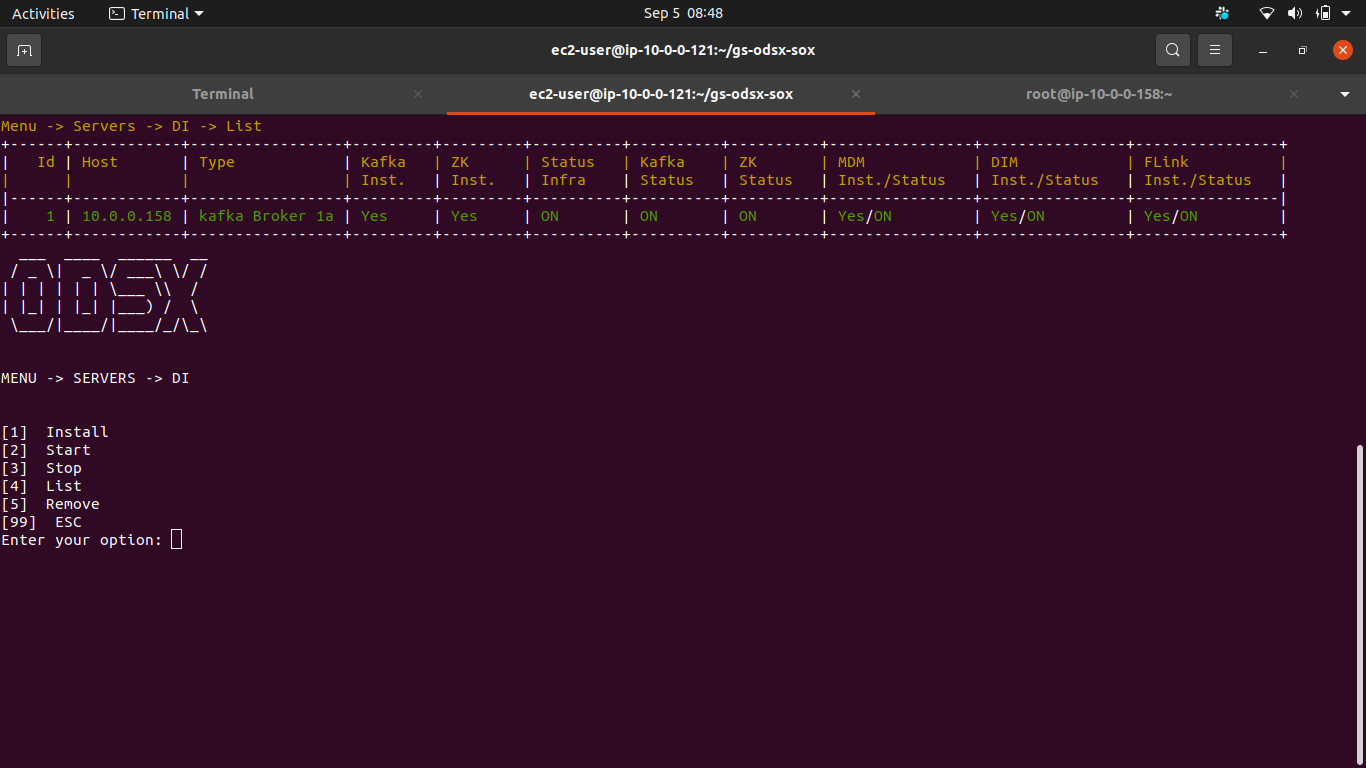 Activities Terminal Sep 5 08:48
ec2-user@ip-10-0-0-121:~/gs-odsx-sox
Terminal × ec2-user@ip-10-0-0-121:~/gs-odsx-sox × root@ip-10-0-0-158:~ ×
Menu -> Servers -> DI -> List
+------+------------+-----------------+---------+---------+----------+----------+----------+----------------+----------------+----------------+
|   Id | Host       | Type            | Kafka   | ZK      | Status   | Kafka    | ZK       | MDM            | DIM            | FLink          |
|      |            |                 | Inst.   | Inst.   | Infra    | Status   | Status   | Inst./Status   | Inst./Status   | Inst./Status   |
|------+------------+-----------------+---------+---------+----------+----------+----------+----------------+----------------+----------------|
|    1 | 10.0.0.158 | kafka Broker 1a | Yes     | Yes     | ON       | ON       | ON       | Yes/ON         | Yes/ON         | Yes/ON         |
+------+------------+-----------------+---------+---------+----------+----------+----------+----------------+----------------+----------------+
  ___  ____  ______  __
 / _ \|  _ \/ ___\ \/ /
| | | | | | \___ \\  /
| |_| | |_| |___) /  \
 \___/|____/|____/_/\_\
MENU -> SERVERS -> DI
[1]  Install
[2]  Start
[3]  Stop
[4]  List
[5]  Remove
[99]  ESC
Enter your option: